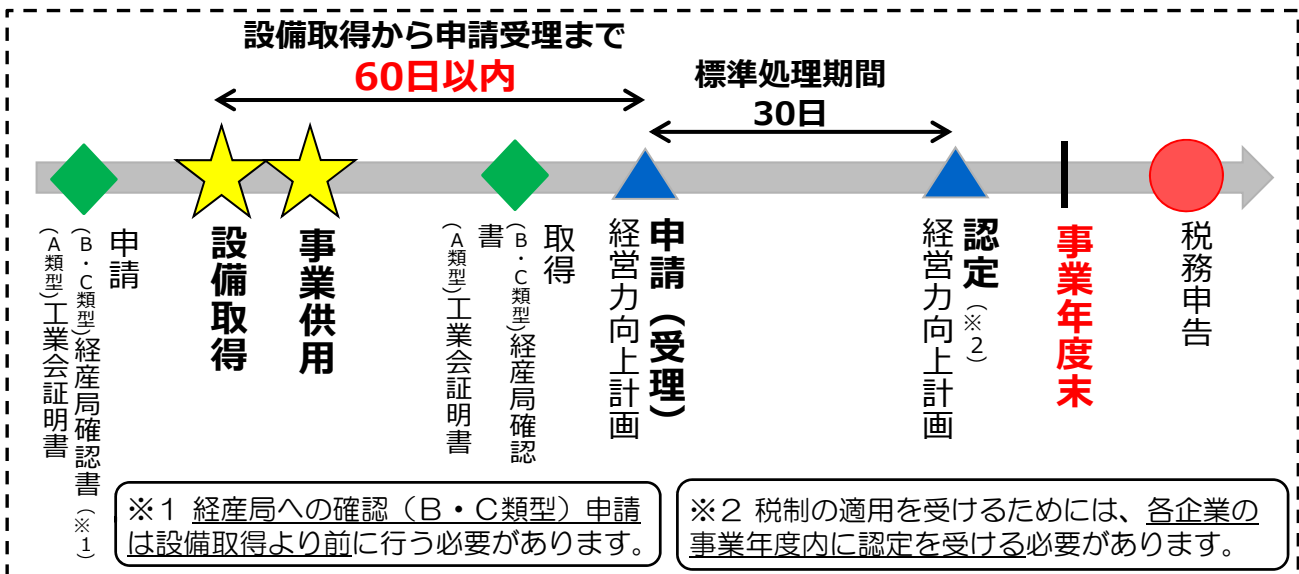 設備取得から申請受理まで
60日以内
標準処理期間
30日
申請
(B・C類型)経産局確認書(※1)
(A類型)工業会証明書
設備取得
事業供用
取得
(B・C類型)経産局確認
書
(A類型)工業会証明書
申請(受理)
経営力向上計画
認定(※2)
経営力向上計画
事業年度末
税務申告
※1 経産局への確認(B・C類型)申請
は設備取得より前に行う必要があります。
※2 税制の適用を受けるためには、各企業の
事業年度内に認定を受ける必要があります。